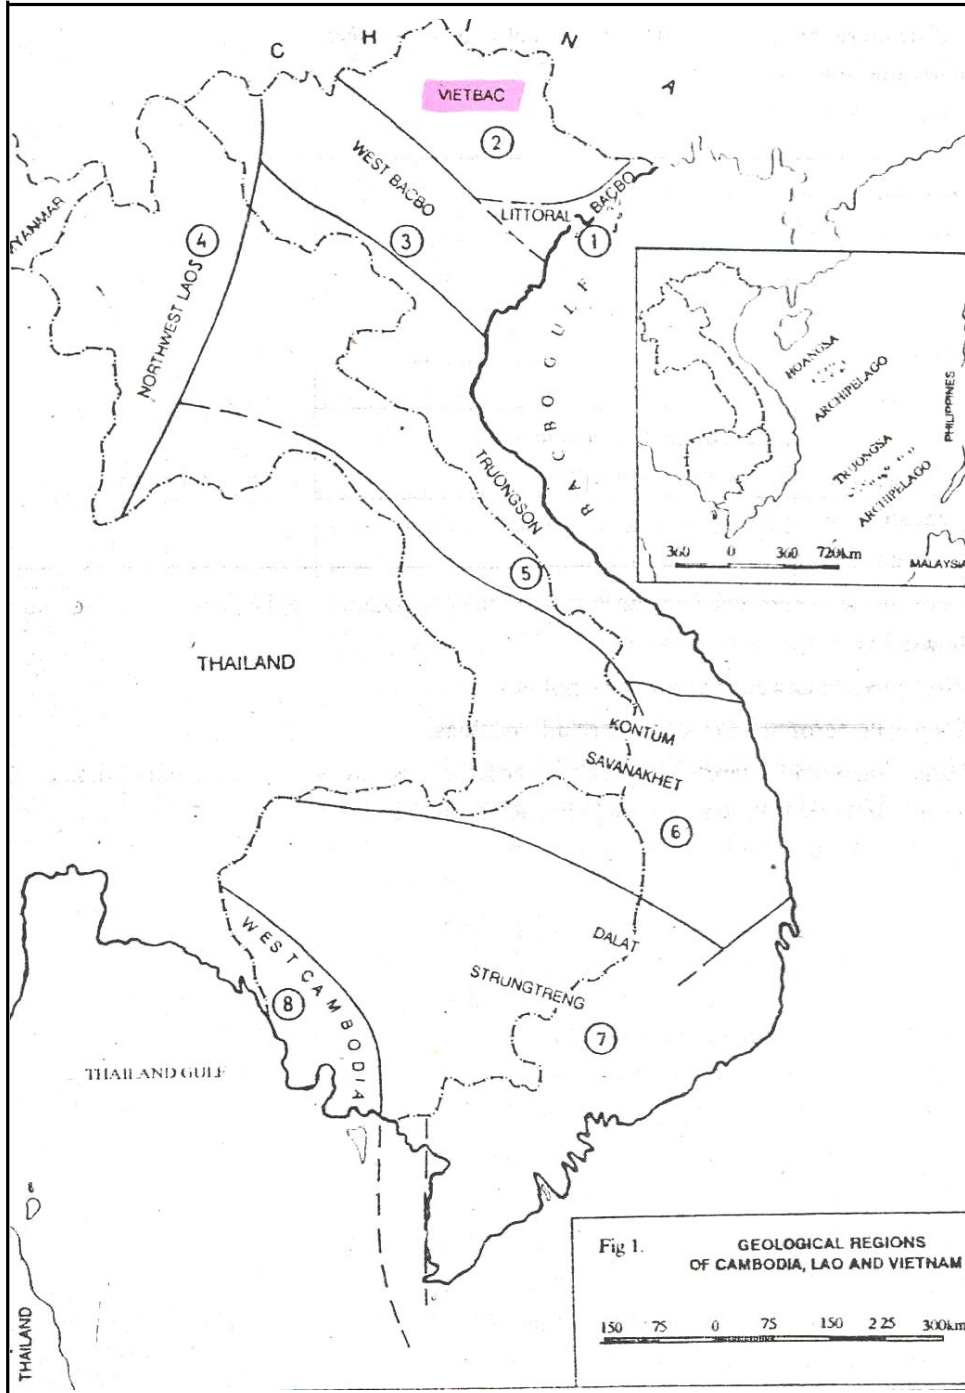 C H N A
VIETBAC
2
WEST BACBO
LITTORAL BACBO
1
3
4
NORTHWEST LAOS
BACBO GULF
HOANGSA
ARCHIPELAGO
TRUONGSA
ARCHIPELAGO
PHILIPPINES
MALAYSIA
360 0 360 720km
TRUONGSON
5
THAILAND
KONTUM
SAVANAKHET
6
DALAT
STRUNGTRENG
7
WEST CAMBODIA
8
THAILAND GULF
THAILAND
Fig 1.
GEOLOGICAL REGIONS
OF CAMBODIA, LAO AND VIETNAM
150 75 0 75 150 225 300km